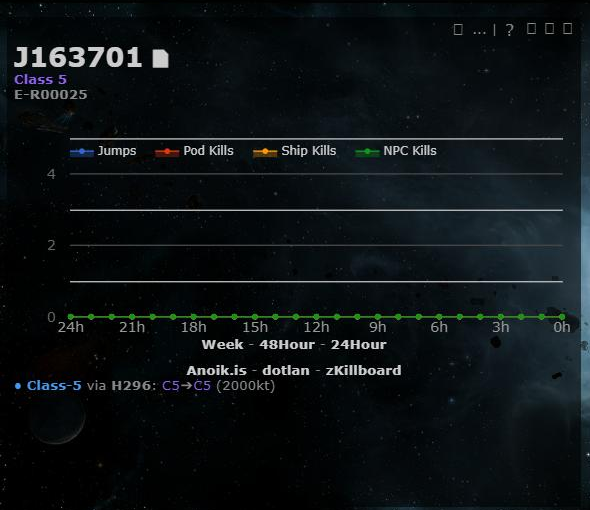 ... | ?
J163701
Class 5
E-R00025
Jumps Pod Kills Ship Kills NPC Kills
4
2
0
24h 21h 18h 15h 12h 9h 6h 3h 0h
Week - 48Hour - 24Hour
Anoik.is - dotlan - zKillboard
• Class-5 via H296: C5→C5 (2000kt)